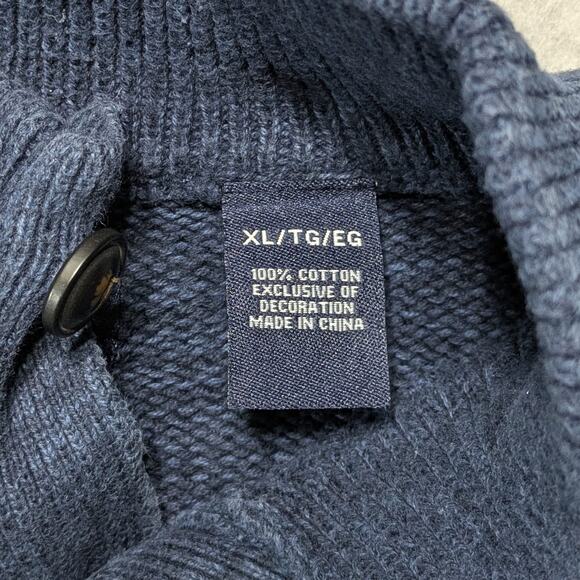 XL/TG/EG
100% COTTON
EXCLUSIVE OF
DECORATION
MADE IN CHINA